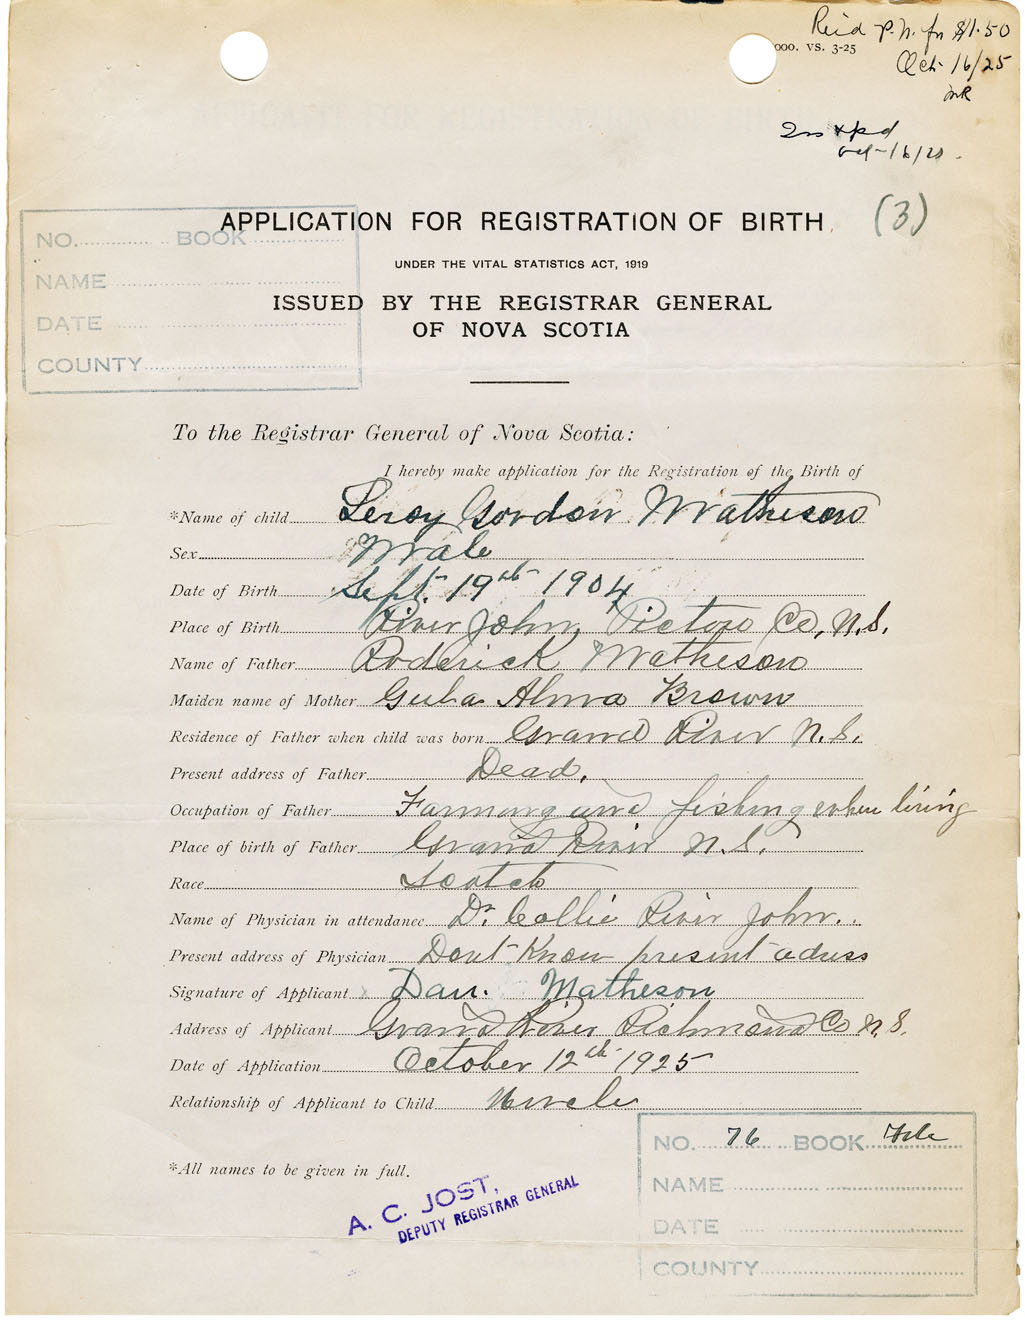 Rec'd P.N. for $1.50
000. VS. 3-25
Oct. 16/25
MR
Oct-16/25.
(3)
APPLICATION FOR REGISTRATION OF BIRTH
UNDER THE VITAL STATISTICS ACT, 1919
ISSUED BY THE REGISTRAR GENERAL
OF NOVA SCOTIA
NO. BOOK
NAME
DATE
COUNTY
To the Registrar General of Nova Scotia:
I hereby make application for the Registration of the Birth of
*Name of child Leroy Gordon Matheson
Sex Male
Date of Birth Sept. 19th 1904
Place of Birth River John, Pictou Co, N.S.
Name of Father Roderick Matheson
Maiden name of Mother Alma Brown
Residence of Father when child was born Grand River N.S.
Present address of Father Dead.
Occupation of Father Farming and fishing when living
Place of birth of Father Grand River N.S.
Race Scotch
Name of Physician in attendance Dr. Collie River John.
Present address of Physician Dont Know present adress
Signature of Applicant Dan. Matheson
Address of Applicant Grand River Richmond Co N.S.
Date of Application October 12th 1925
Relationship of Applicant to Child Uncle
*All names to be given in full.
A. C. JOST,
DEPUTY REGISTRAR GENERAL
NO. 76 BOOK
NAME
DATE
COUNTY